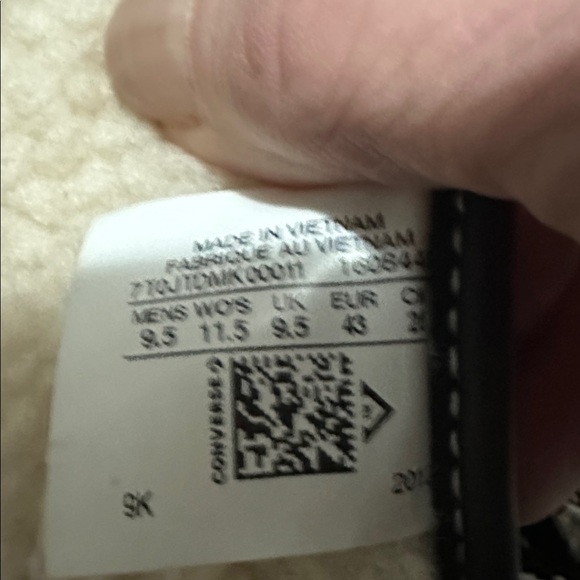 MADE IN VIETNAM
FABRIQUE AU VIETNAM
MENS WO'S UK EUR
9.5 11.5 9.5 43
CONVERSE
9K